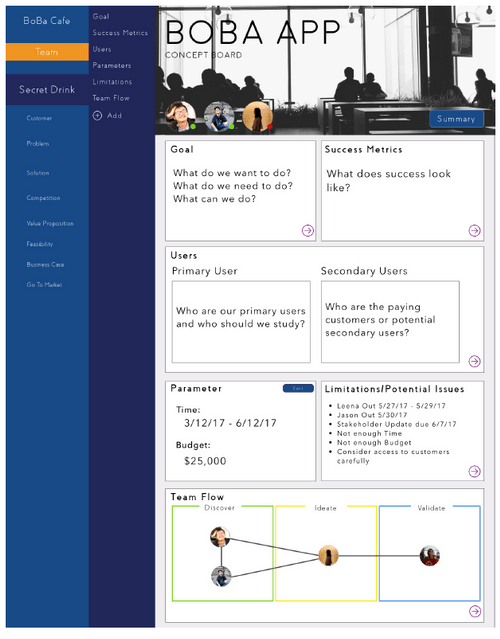 BoBa Cafe
Team
Secret Drink
Customer
Problem
Solution
Competition
Value Proposition
Feasibility
Business Case
Go To Market
Goal
Success Metrics
Users
Parameters
Limitations
Team Flow
Add
BOBA APP
CONCEPT BOARD
Summary
Goal
What do we want to do?
What do we need to do?
What can we do?
Success Metrics
What does success look
like?
Users
Primary User
Who are our primary users
and who should we study?
Secondary Users
Who are the paying
customers or potential
secondary users?
Parameter
Time:
3/12/17 - 6/12/17
Budget:
$25,000
Limitations/Potential Issues
• Leena Out 5/27/17 - 5/29/17
• Jason Out 5/30/17
• Stakeholder Update due 6/7/17
• Not enough Time
• Not enough Budget
• Consider access to customers
carefully
Team Flow
Discover
Ideate
Validate